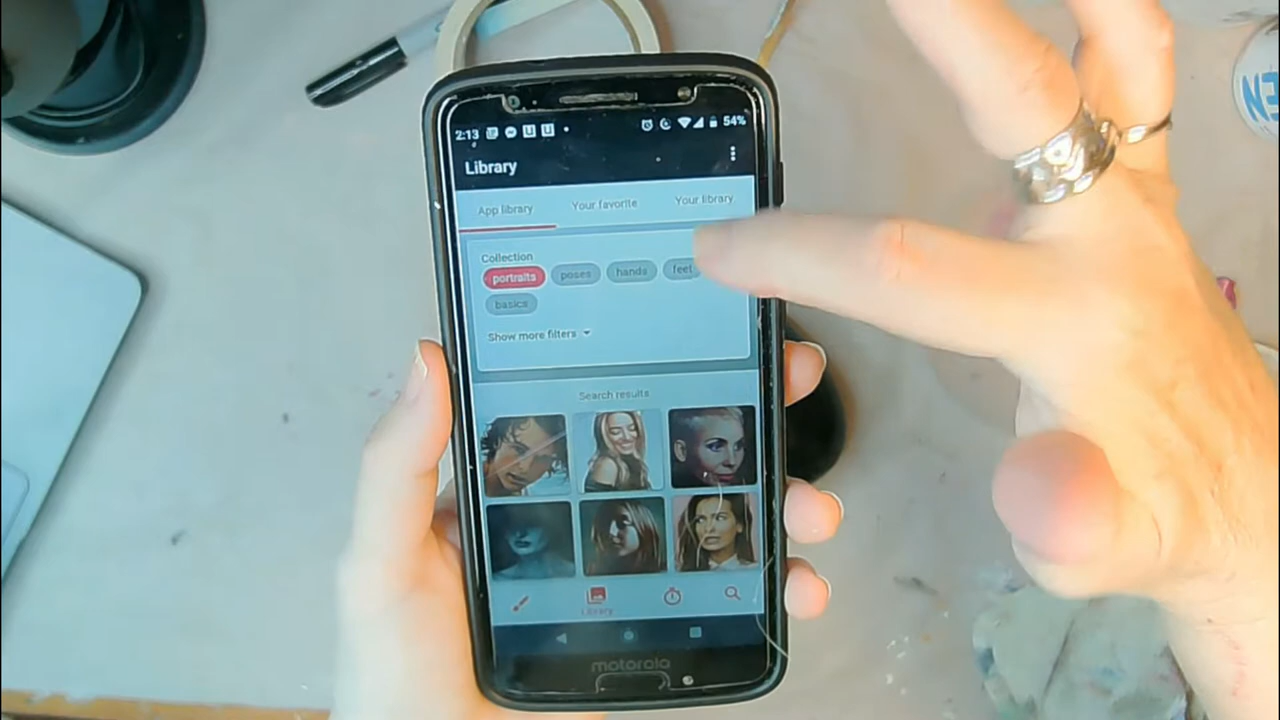 2:13 54%
Library
App library Your favorite Your library
Collection
portraits poses hands feet
basics
Show more filters
Search results
Library
motorola
EN